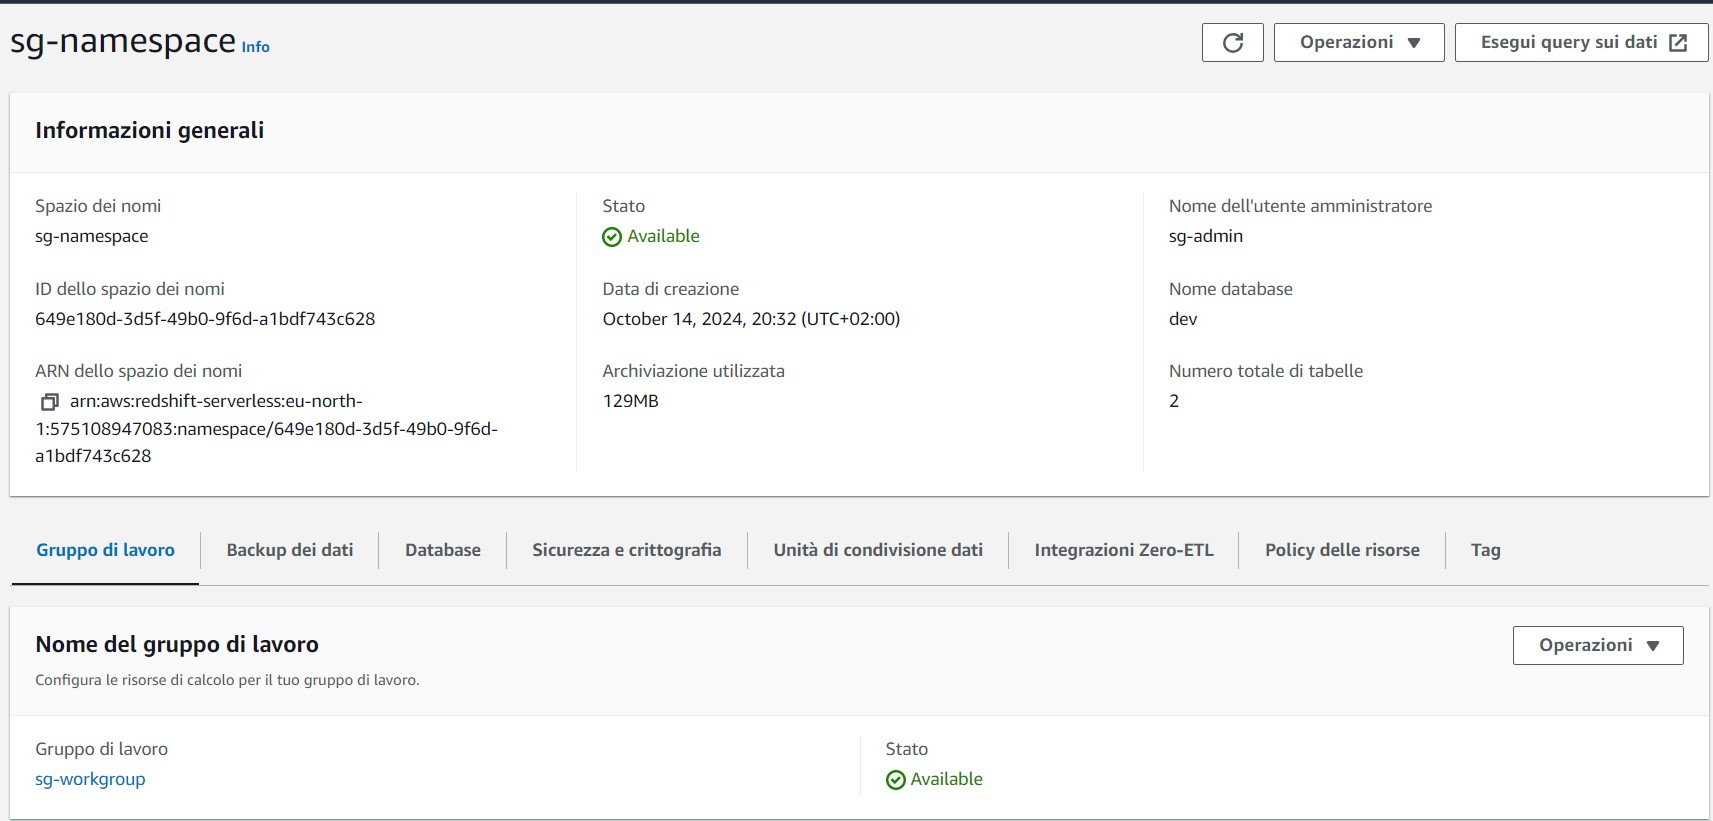 sg-namespace Info
Operazioni
Esegui query sui dati
Informazioni generali
Spazio dei nomi
sg-namespace
ID dello spazio dei nomi
649e180d-3d5f-49b0-9f6d-a1bdf743c628
ARN dello spazio dei nomi
arn:aws:redshift-serverless:eu-north-
1:575108947083:namespace/649e180d-3d5f-49b0-9f6d-
a1bdf743c628
Stato
Available
Data di creazione
October 14, 2024, 20:32 (UTC+02:00)
Archiviazione utilizzata
129MB
Nome dell'utente amministratore
sg-admin
Nome database
dev
Numero totale di tabelle
2
Gruppo di lavoro
Backup dei dati
Database
Sicurezza e crittografia
Unità di condivisione dati
Integrazioni Zero-ETL
Policy delle risorse
Tag
Nome del gruppo di lavoro
Configura le risorse di calcolo per il tuo gruppo di lavoro.
Operazioni
Gruppo di lavoro
sg-workgroup
Stato
Available